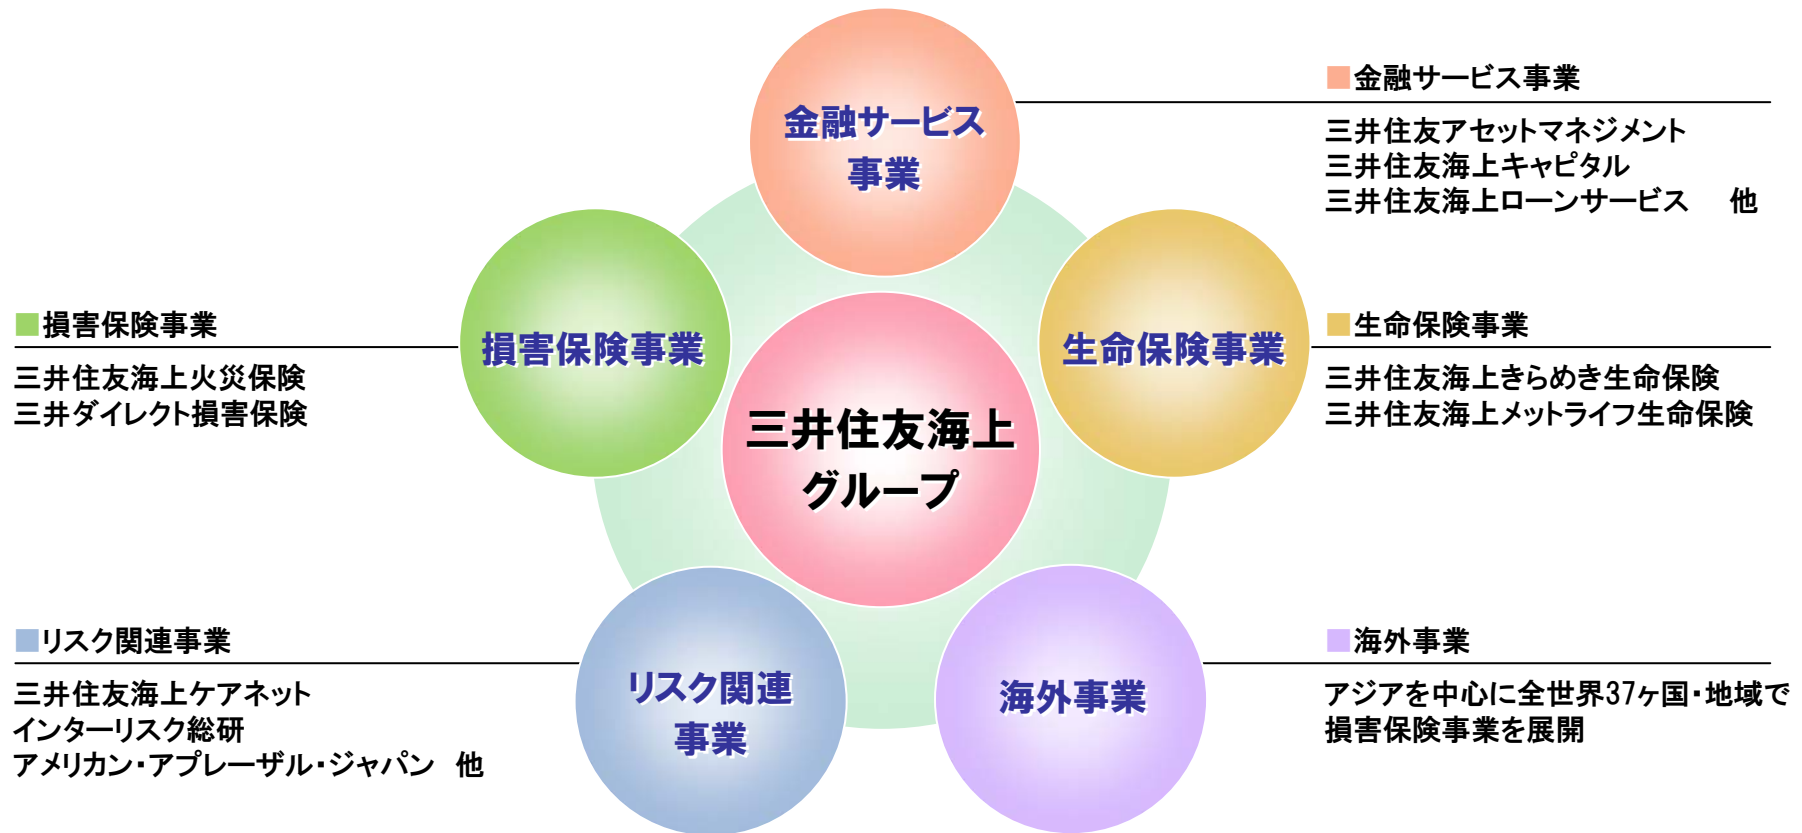 金融サービス
事業
損害保険事業
生命保険事業
三井住友海上
グループ
リスク関連
事業
海外事業
■金融サービス事業
三井住友アセットマネジメント
三井住友海上キャピタル
三井住友海上ローンサービス 他
■損害保険事業
三井住友海上火災保険
三井ダイレクト損害保険
■生命保険事業
三井住友海上きらめき生命保険
三井住友海上メットライフ生命保険
■リスク関連事業
三井住友海上ケアネット
インターリスク総研
アメリカン・アプレーザル・ジャパン 他
■海外事業
アジアを中心に全世界37ヶ国・地域で
損害保険事業を展開